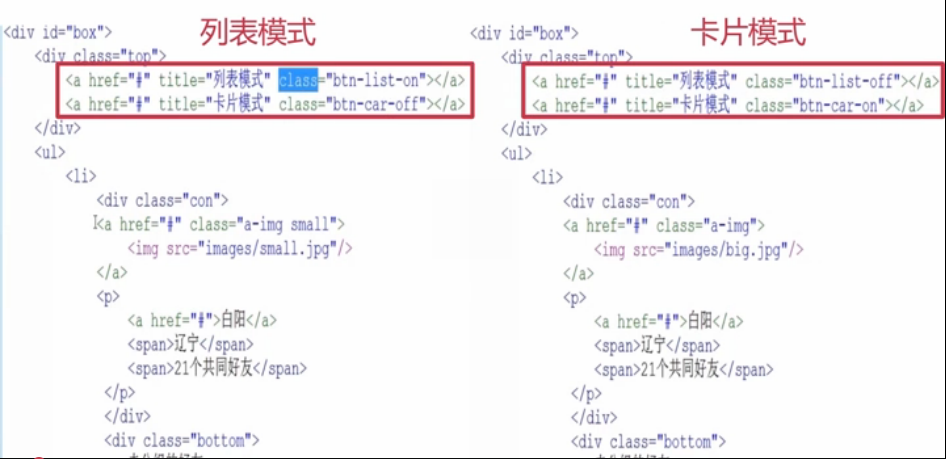 列表模式
<div id="box">
<div class="top">
<a href="#" title="列表模式" class="btn-list-on"></a>
<a href="#" title="卡片模式" class="btn-car-off"></a>
</div>
<ul>
<li>
<div class="con">
<a href="#" class="a-img small">
<img src="images/small.jpg"/>
</a>
<p>
<a href="#">白阳</a>
<span>辽宁</span>
<span>21个共同好友</span>
</p>
</div>
<div class="bottom">
卡片模式
<div id="box">
<div class="top">
<a href="#" title="列表模式" class="btn-list-off"></a>
<a href="#" title="卡片模式" class="btn-car-on"></a>
</div>
<ul>
<li>
<div class="con">
<a href="#" class="a-img">
<img src="images/big.jpg"/>
</a>
<p>
<a href="#">白阳</a>
<span>辽宁</span>
<span>21个共同好友</span>
</p>
</div>
<div class="bottom">